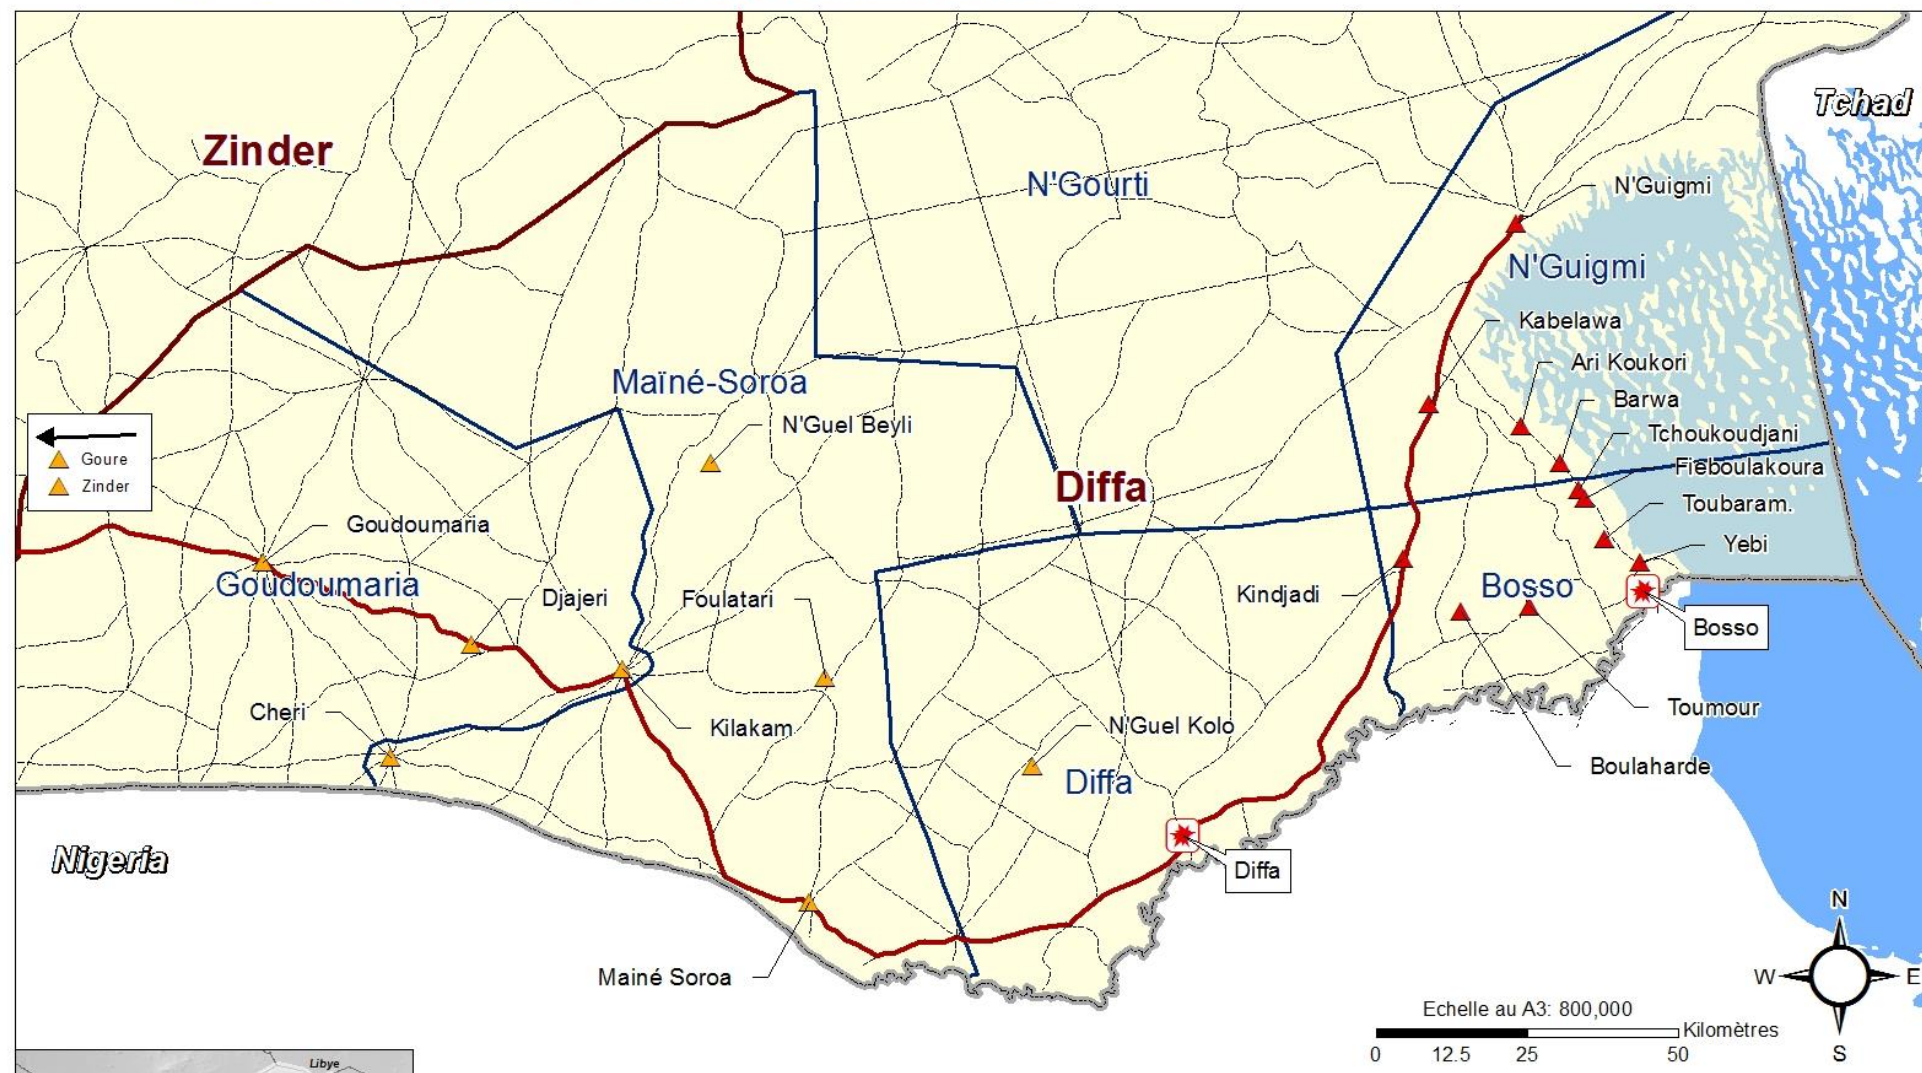 Tchad
Zinder
N'Gourti
N'Guigmi
N'Guigmi
Kabelawa
Ari Koukori
Maïné-Soroa
Barwa
N'Guel Beyli
Tchoukoudjani
Goure
Fieboulakoura
Zinder
Diffa
Toubaram.
Goudoumaria
Yebi
Goudoumaria
Djajeri
Foulatari
Kindjadi
Bosso
Bosso
Cheri
Kilakam
N'Guel Kolo
Toumour
Boulaharde
Diffa
Nigeria
Diffa
N
Mainé Soroa
W
E
Echelle au A3: 800,000
Kilomètres
0 12.5 25 50
S
Libye